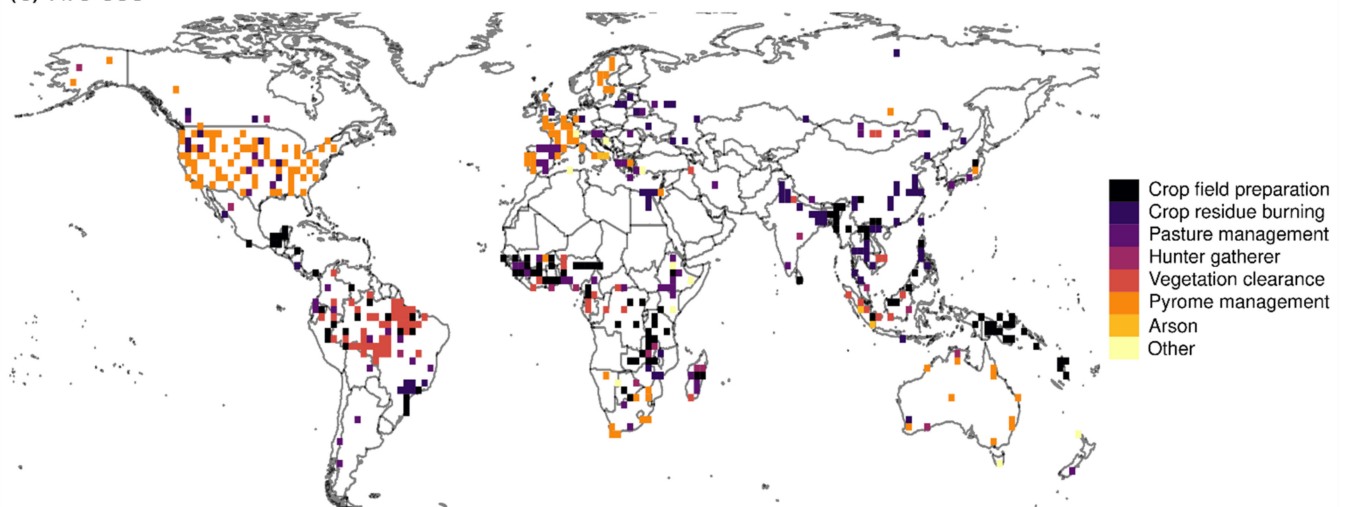 Crop field preparation
Crop residue burning
Pasture management
Hunter gatherer
Vegetation clearance
Pyrome management
Arson
Other